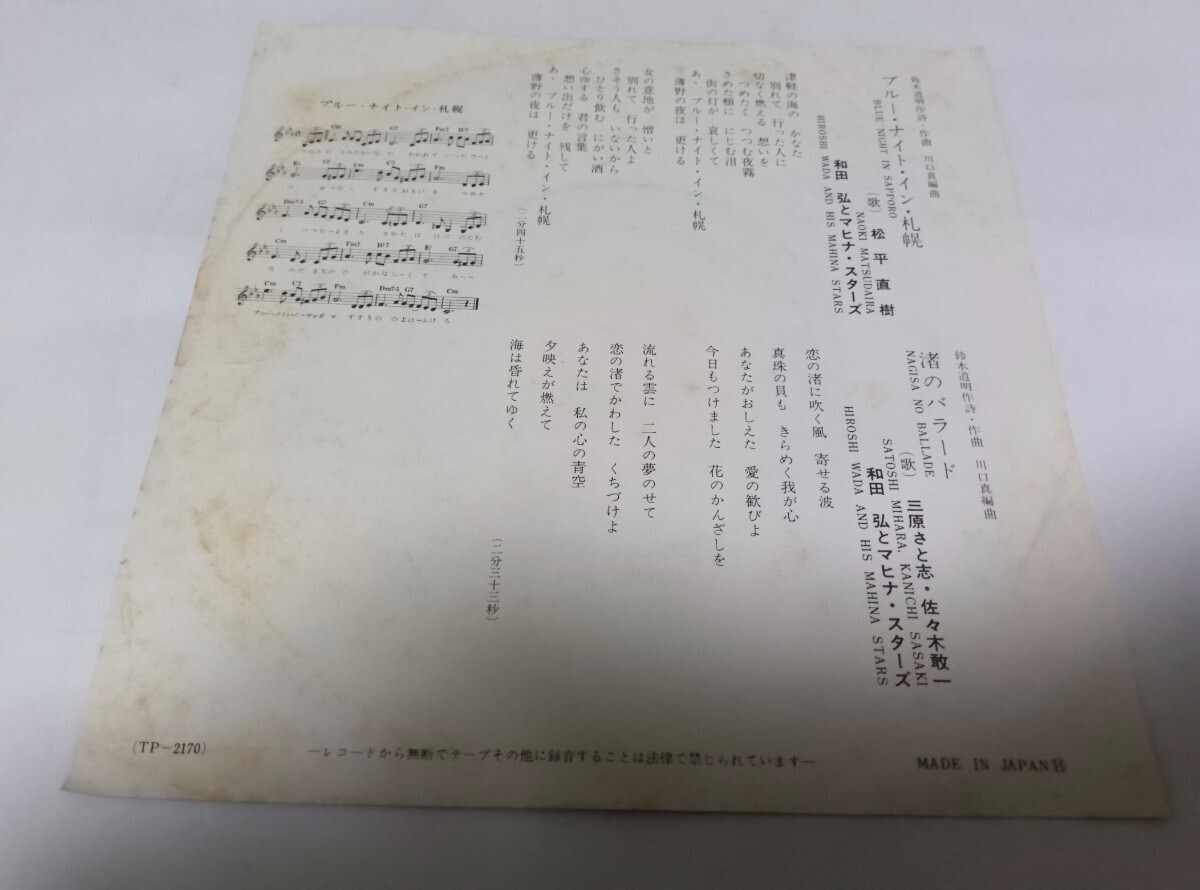 鈴木道明作詩・作曲 川口真編曲
ブルー・ナイト・イン・札幌
BLUE NIGHT IN SAPPORO
(歌) 松平直樹
NAOKI MATSUDAIRA
和田 弘とマヒナ・スターズ
HIROSHI WADA AND HIS MAHINA STARS
津軽の海の かなた
別れて 行った人に
切なく燃える 想いを
つめたく つつむ夜霧
さめた頬に にじむ泪
街の灯が 哀しくて
あゝ ブルー・ナイト・イン・札幌
薄野の夜は 更ける
女の意地が 憎いと
別れて 行った人よ
さそう人も いないから
ひとり飲む にがい酒
心ゆする 君の言葉
想い出だけを 残して
あゝ ブルー・ナイト・イン・札幌
薄野の夜は 更ける
(二分四十五秒)
ブルー・ナイト・イン・札幌
鈴木道明作詩・作曲 川口真編曲
渚のバラード
NAGISA NO BALLADE
(歌) 三原さと志・佐々木敢一
SATOSHI MIHARA, KANICHI SASAKI
和田 弘とマヒナ・スターズ
HIROSHI WADA AND HIS MAHINA STARS
恋の渚に吹く風 寄せる波
真珠の貝も きらめく我が心
あなたがおしえた 愛の歓びよ
今日もつけました 花のかんざしを
流れる雲に 二人の夢のせて
恋の渚でかわした くちづけよ
あなたは 私の心の青空
夕映えが燃えて
海は昏れてゆく
(二分三十三秒)
(TP-2170)
―レコードから無断でテープその他に録音することは法律で禁じられています―
MADE IN JAPAN